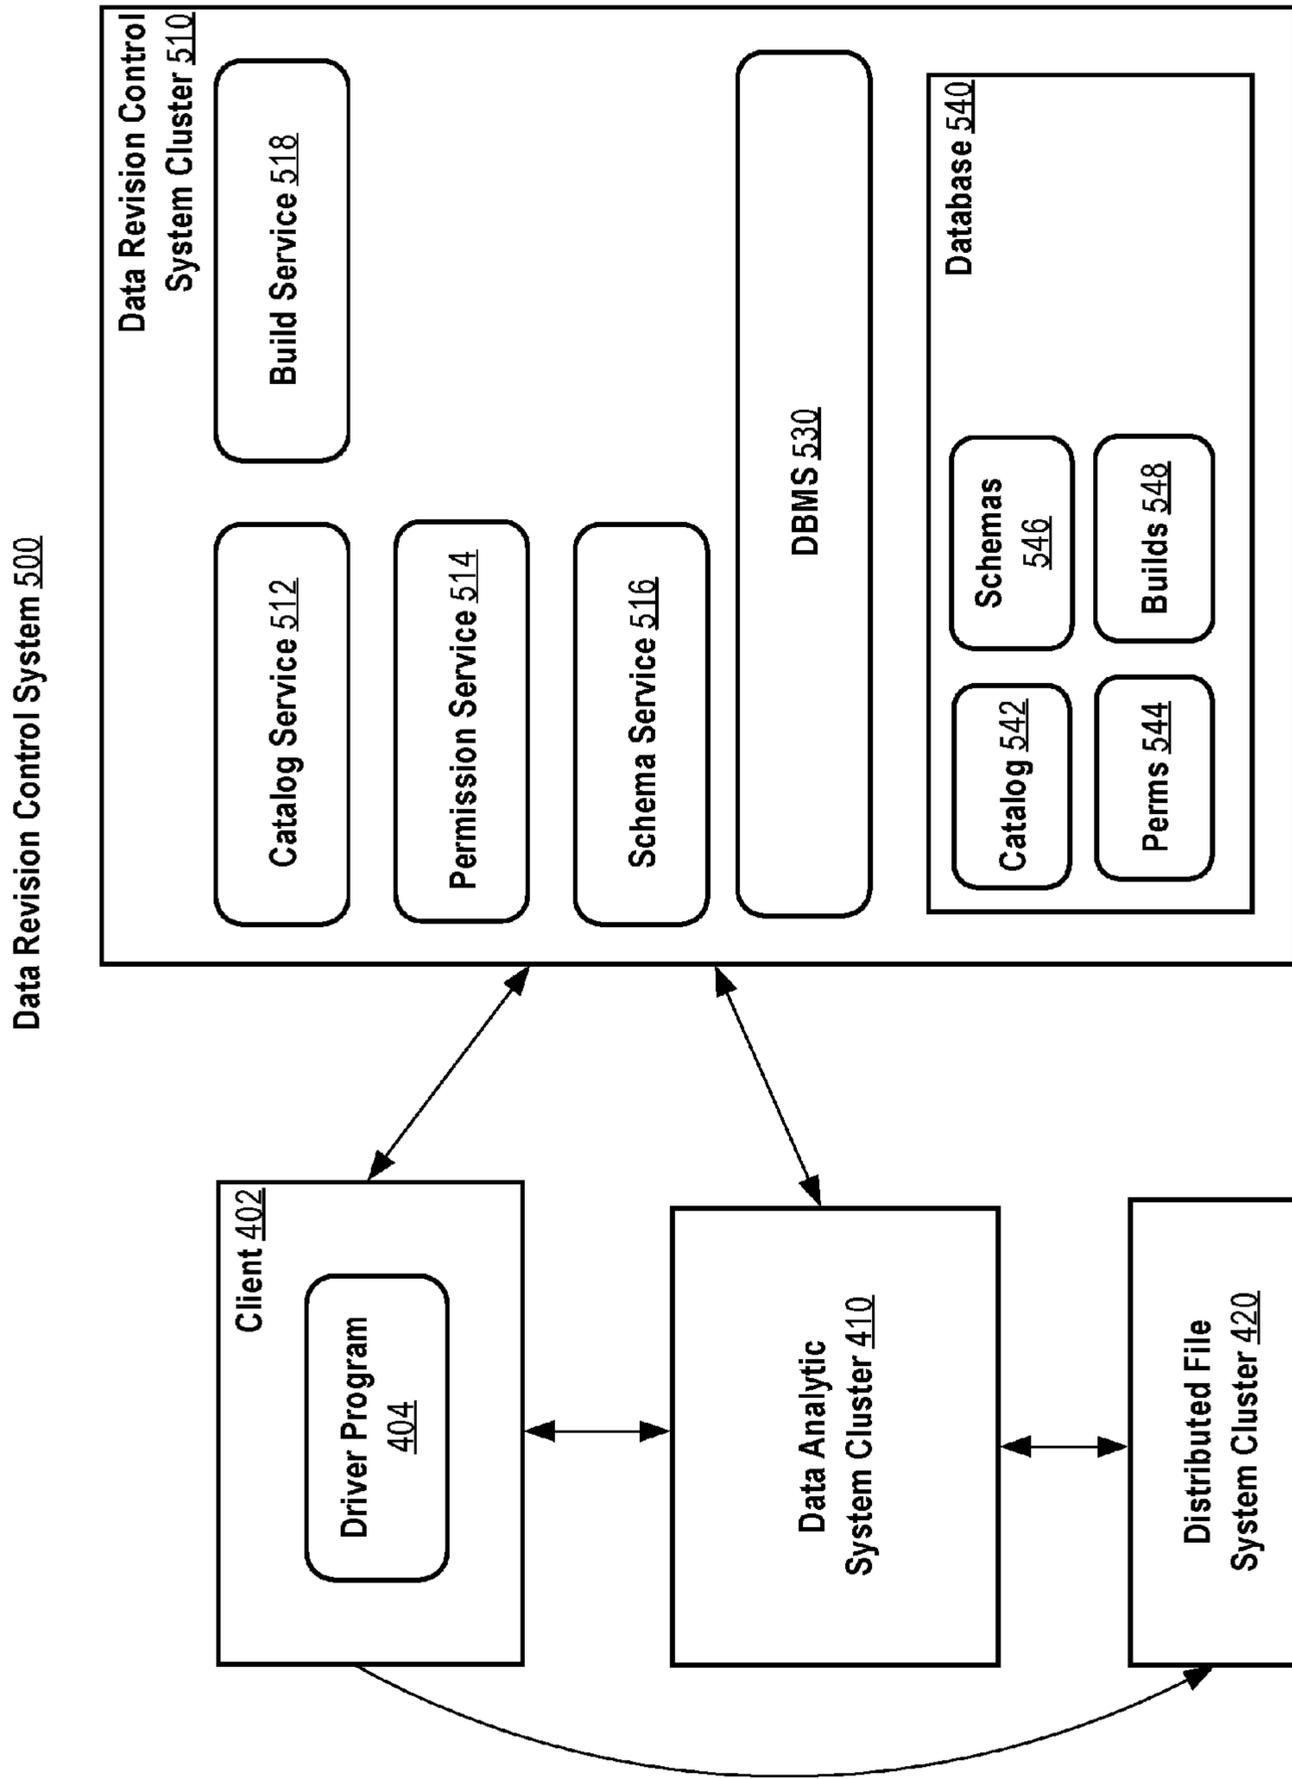 Data Revision Control System 500
Client 402
Driver Program
404
Data Analytic
System Cluster 410
Distributed File
System Cluster 420
Data Revision Control
System Cluster 510
Catalog Service 512
Build Service 518
Permission Service 514
Schema Service 516
DBMS 530
Database 540
Catalog 542
Schemas
546
Perms 544
Builds 548